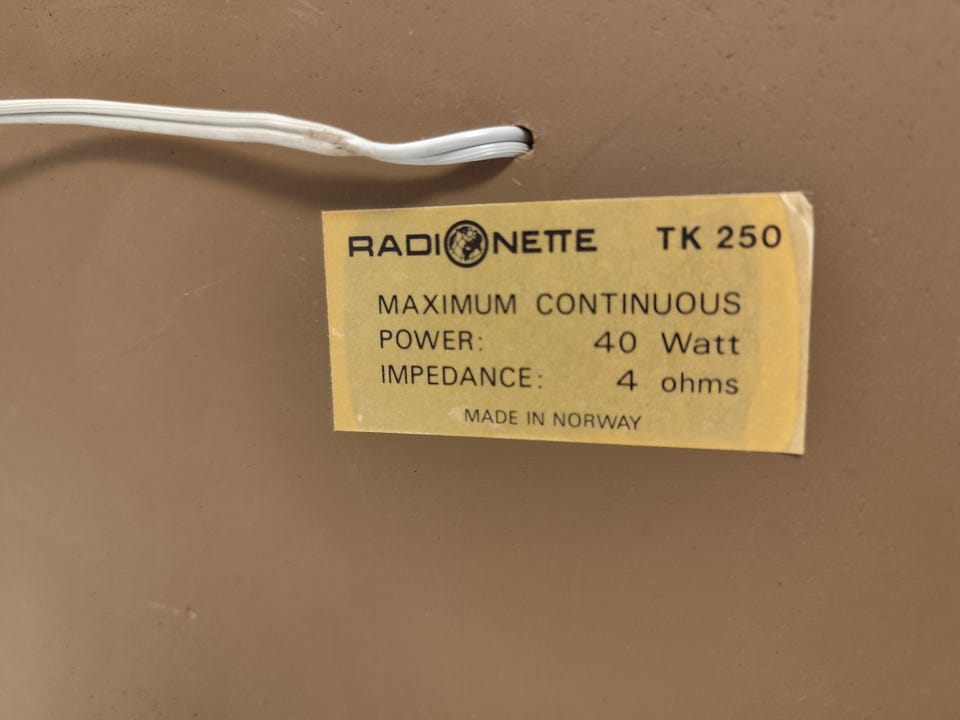 RADIONETTE TK 250
MAXIMUM CONTINUOUS
POWER: 40 Watt
IMPEDANCE: 4 ohms
MADE IN NORWAY